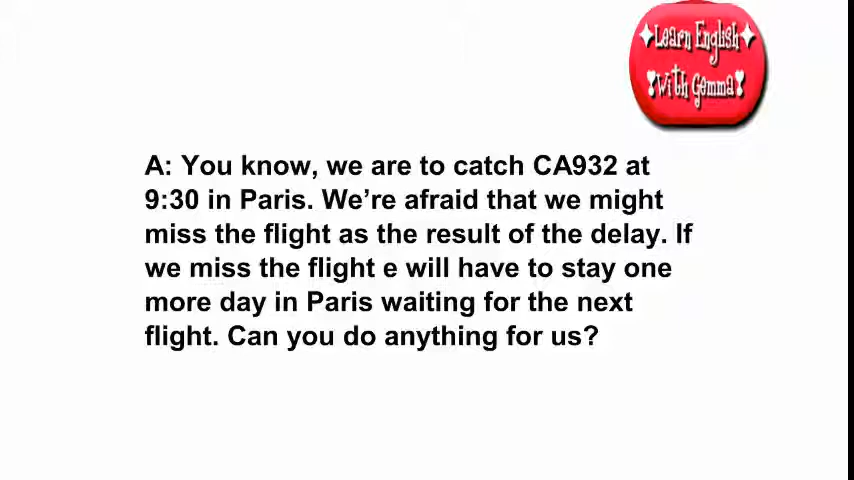 ✦Learn English✦
❣With Gemma❣
A: You know, we are to catch CA932 at
9:30 in Paris. We’re afraid that we might
miss the flight as the result of the delay. If
we miss the flight e will have to stay one
more day in Paris waiting for the next
flight. Can you do anything for us?